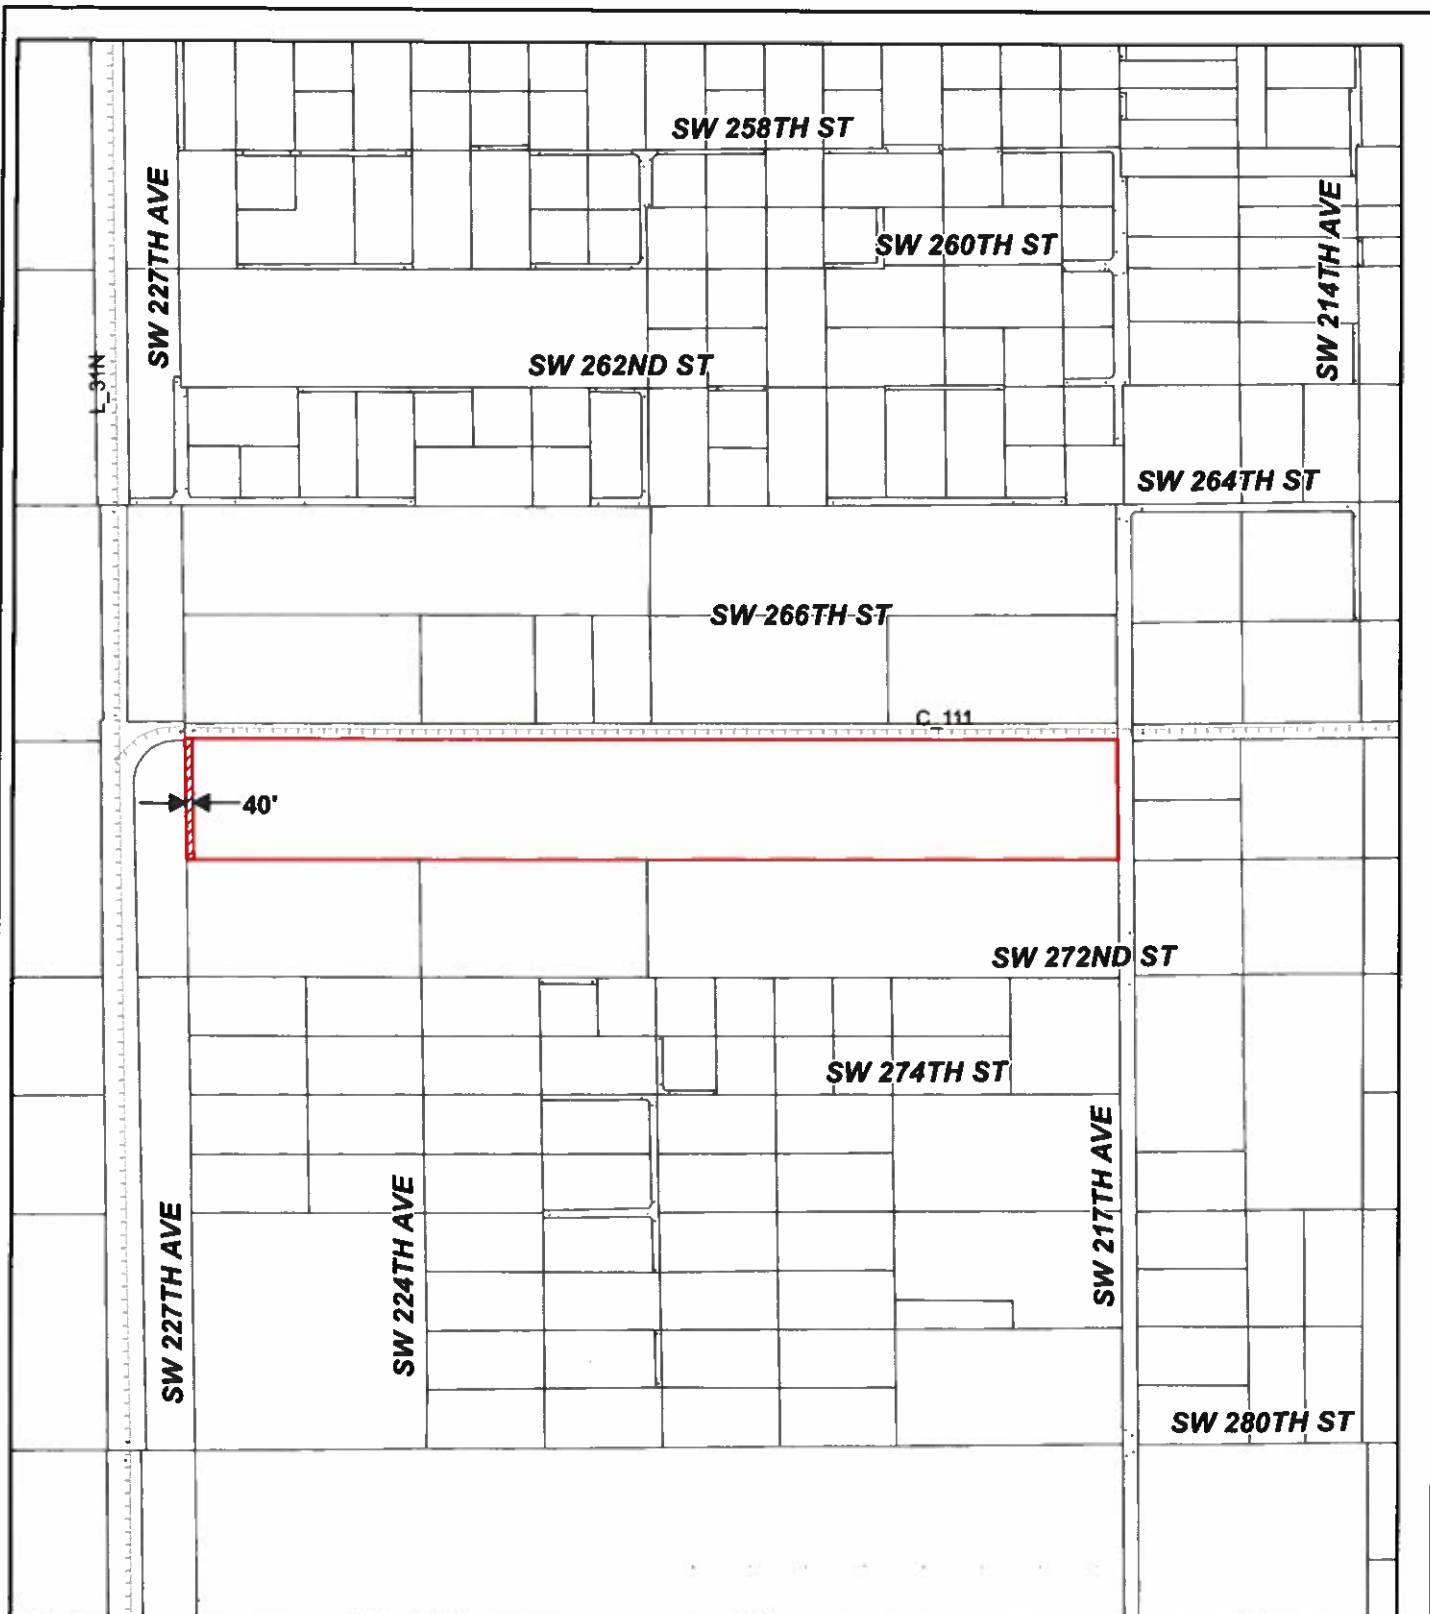 SW 258TH ST
SW 227TH AVE
SW 214TH AVE
SW 260TH ST
SW 262ND ST
L_31N
SW 264TH ST
SW 266TH ST
C_111
40'
SW 272ND ST
SW 274TH ST
SW 217TH AVE
SW 224TH AVE
SW 227TH AVE
SW 280TH ST